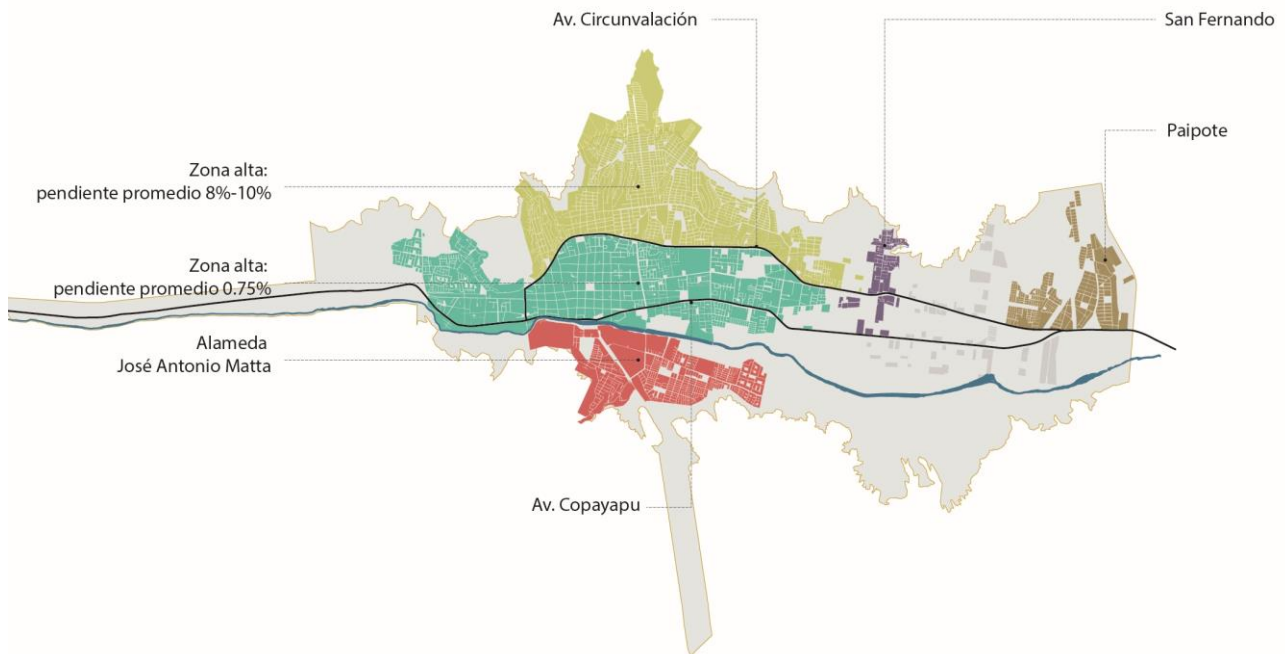 Av. Circunvalación
San Fernando
Paipote
Zona alta:
pendiente promedio 8%-10%
Zona alta:
pendiente promedio 0.75%
Alameda
José Antonio Matta
Av. Copayapu